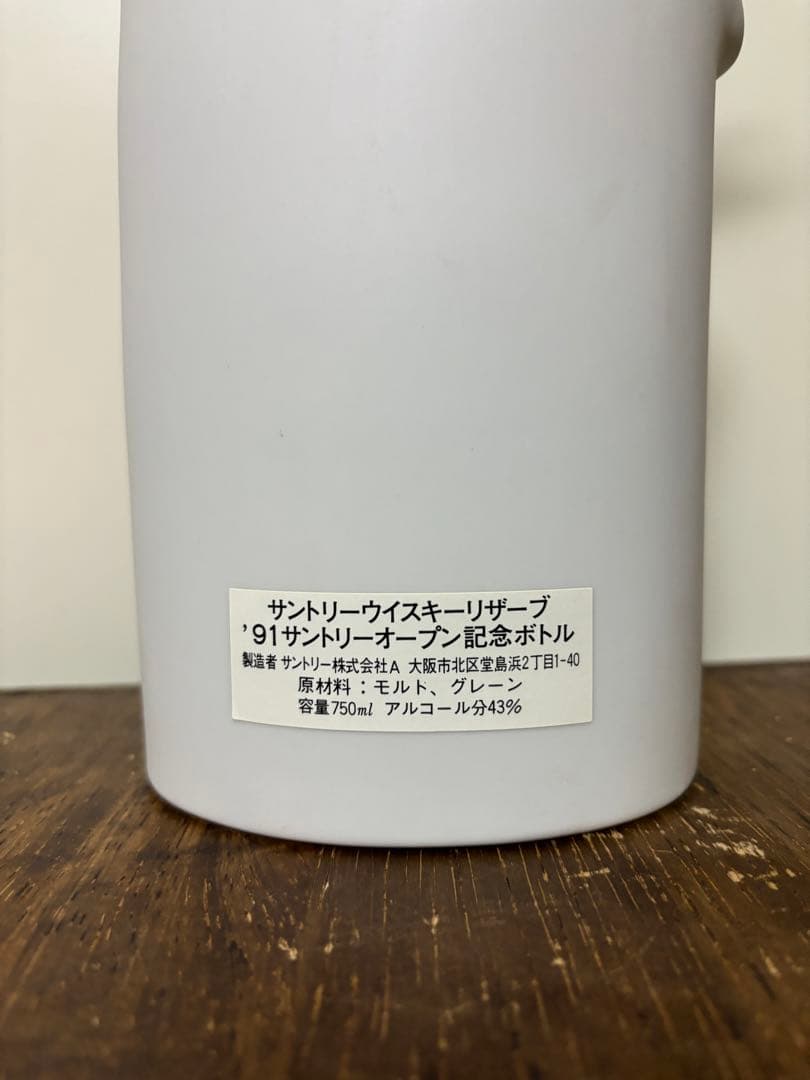 サントリーウイスキーリザーブ
'91サントリーオープン記念ボトル
製造者 サントリー株式会社A 大阪市北区堂島浜2丁目1-40
原材料：モルト、グレーン
容量750ml アルコール分43%